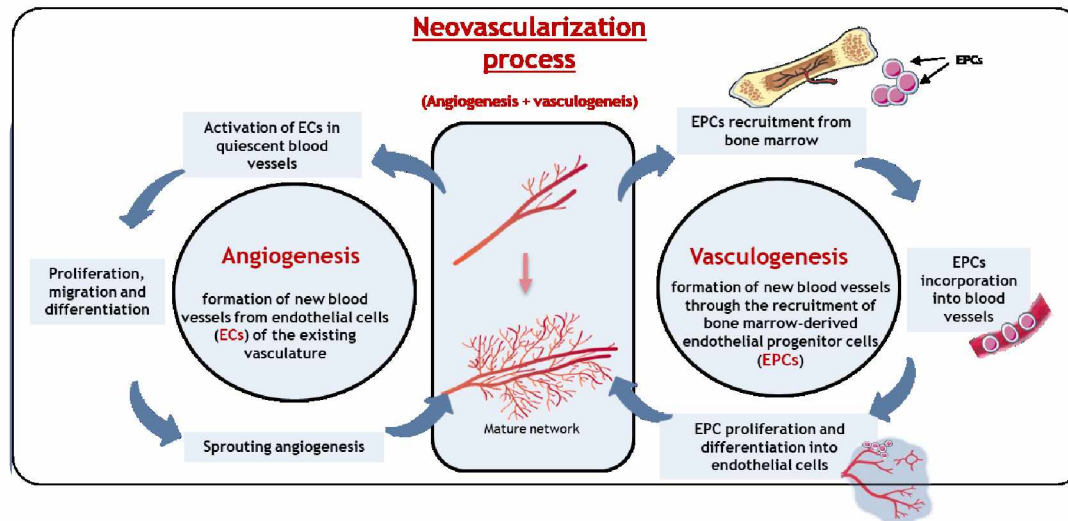 Neovascularization
process
(Angiogenesis + vasculogeneis)
EPCs
Activation of ECs in
quiescent blood
vessels
EPCs recruitment from
bone marrow
Angiogenesis
formation of new blood
vessels from endothelial cells
(ECs) of the existing
vasculature
Proliferation,
migration and
differentiation
Sprouting angiogenesis
Mature network
Vasculogenesis
formation of new blood vessels
through the recruitment of
bone marrow-derived
endothelial progenitor cells
(EPCs)
EPCs
incorporation
into blood
vessels
EPC proliferation and
differentiation into
endothelial cells